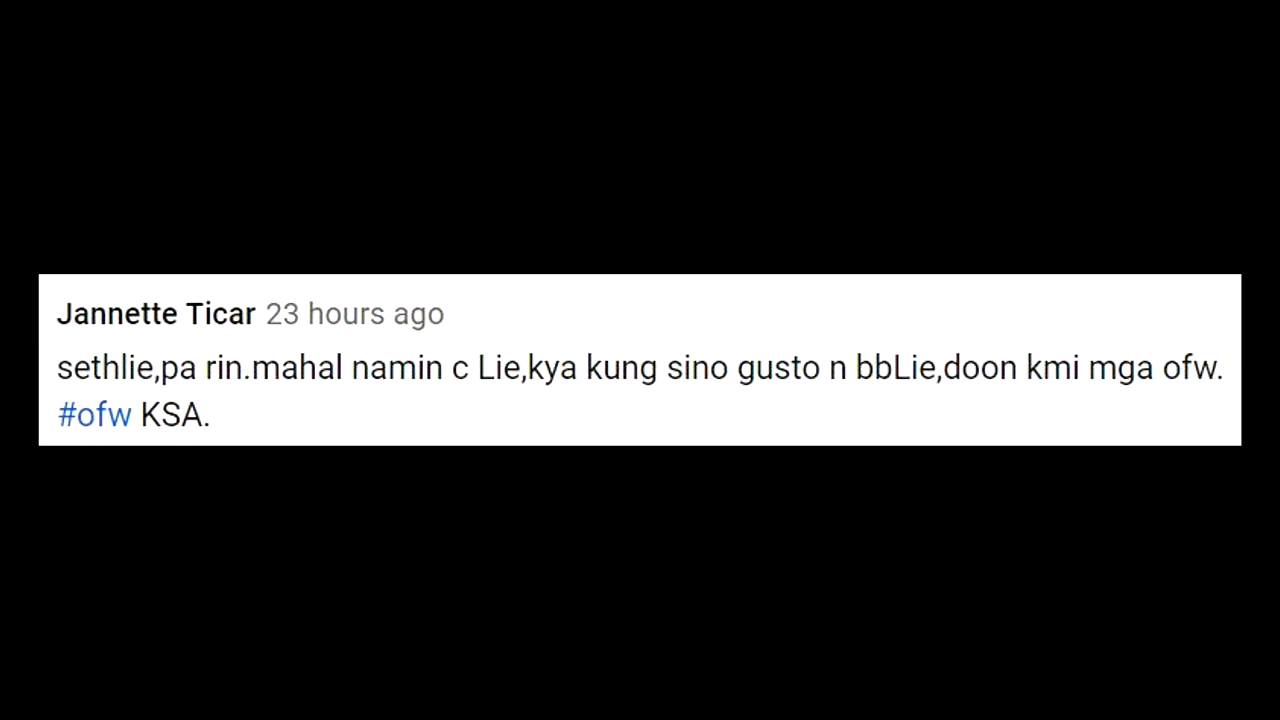 Jannette Ticar 23 hours ago
sethlie,pa rin.mahal namin c Lie,kya kung sino gusto n bbLie,doon kmi mga ofw.
#ofw KSA.